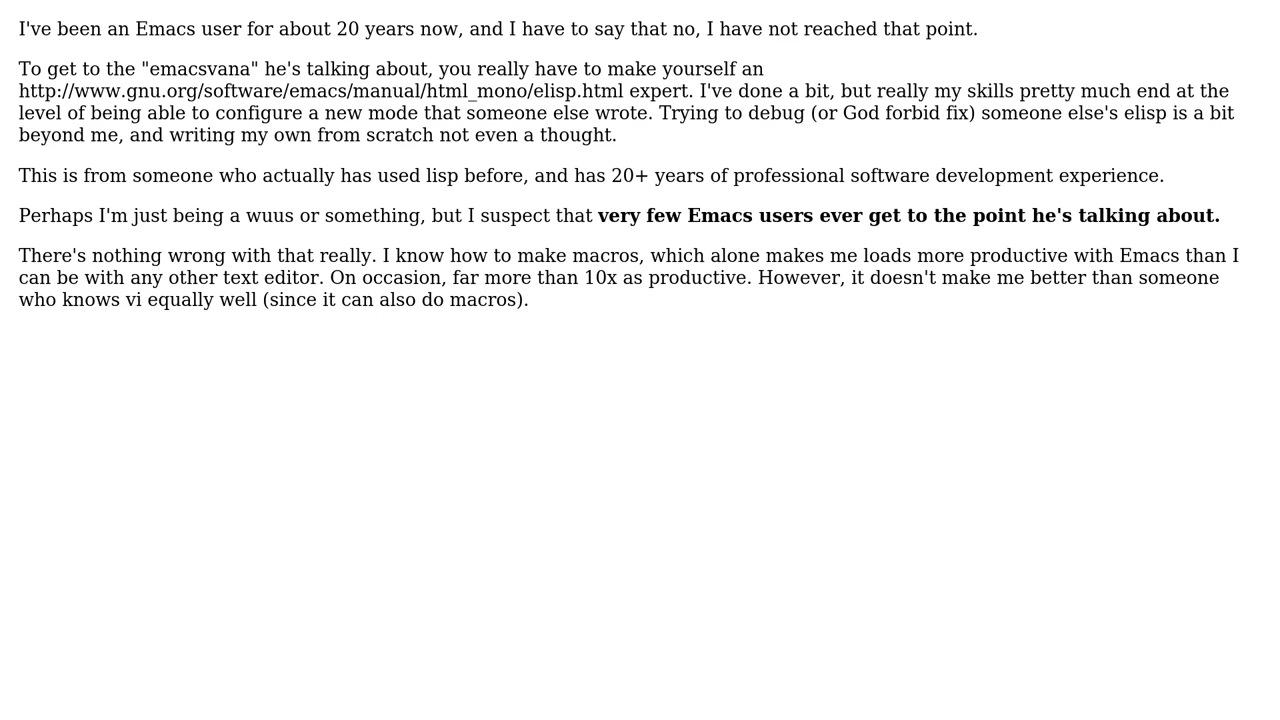 I've been an Emacs user for about 20 years now, and I have to say that no, I have not reached that point.
To get to the "emacsvana" he's talking about, you really have to make yourself an
http://www.gnu.org/software/emacs/manual/html_mono/elisp.html expert. I've done a bit, but really my skills pretty much end at the
level of being able to configure a new mode that someone else wrote. Trying to debug (or God forbid fix) someone else's elisp is a bit
beyond me, and writing my own from scratch not even a thought.
This is from someone who actually has used lisp before, and has 20+ years of professional software development experience.
Perhaps I'm just being a wuus or something, but I suspect that very few Emacs users ever get to the point he's talking about.
There's nothing wrong with that really. I know how to make macros, which alone makes me loads more productive with Emacs than I
can be with any other text editor. On occasion, far more than 10x as productive. However, it doesn't make me better than someone
who knows vi equally well (since it can also do macros).